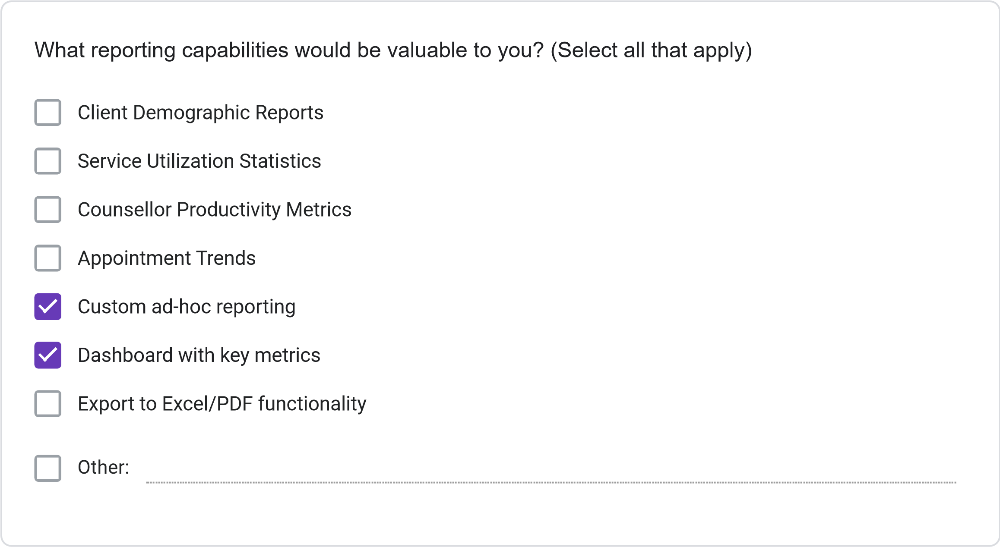 What reporting capabilities would be valuable to you? (Select all that apply)
Client Demographic Reports
Service Utilization Statistics
Counsellor Productivity Metrics
Appointment Trends
Custom ad-hoc reporting
Dashboard with key metrics
Export to Excel/PDF functionality
Other: